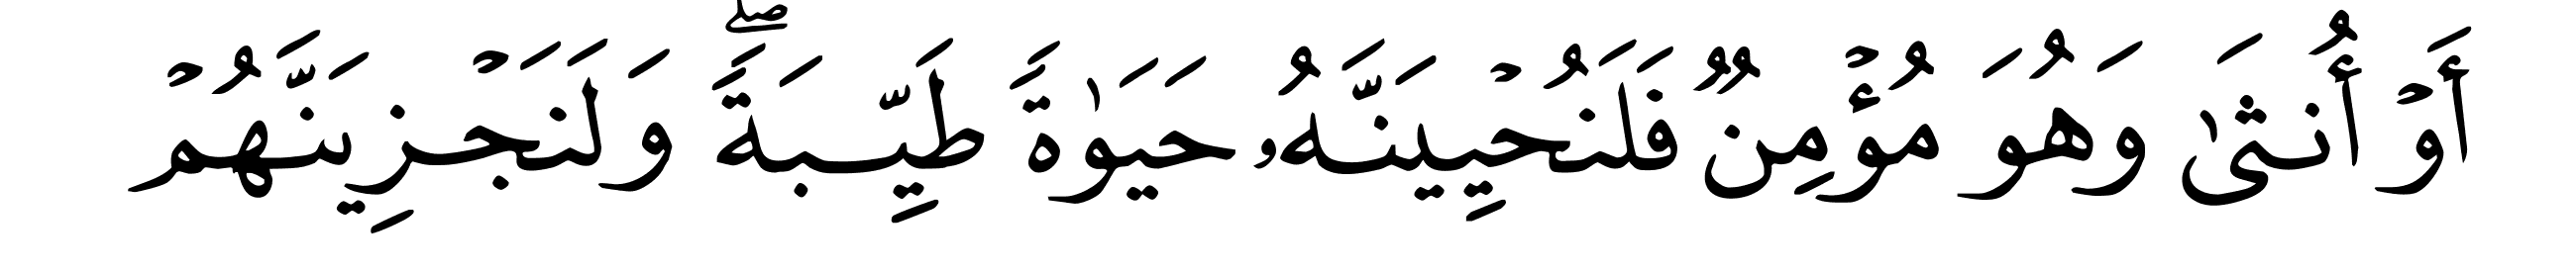 أَوۡ أُنثَىٰ وَهُوَ مُؤۡمِنٞ فَلَنُحۡيِيَنَّهُۥ حَيَوٰةٗ طَيِّبَةٗۖ وَلَنَجۡزِيَنَّهُمۡ